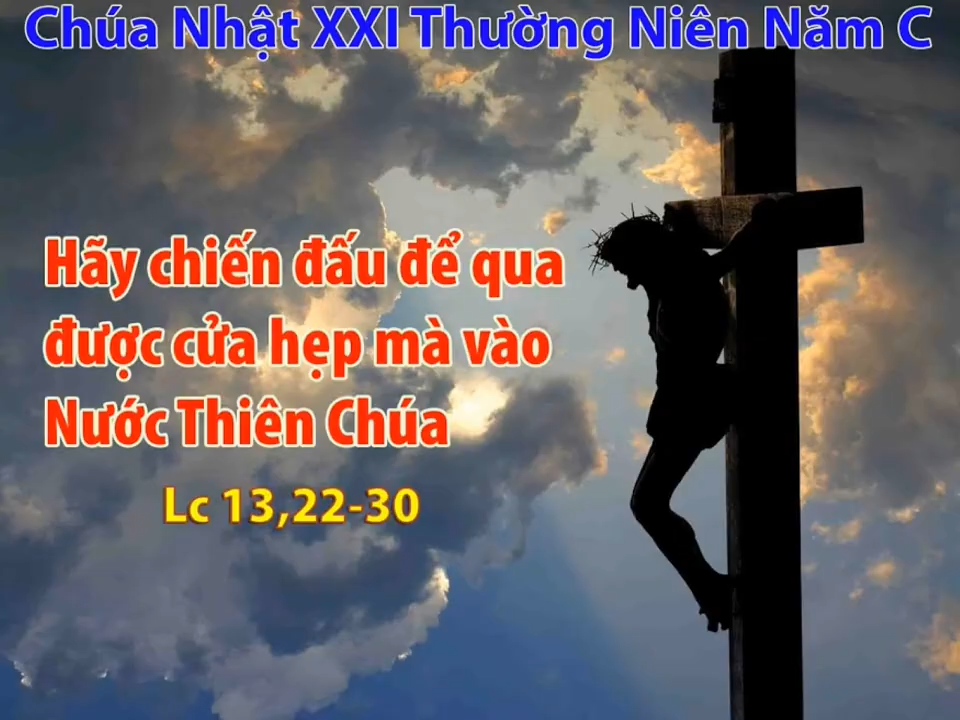 Chúa Nhật XXI Thường Niên Năm C
Hãy chiến đấu để qua
được cửa hẹp mà vào
Nước Thiên Chúa
Lc 13,22-30